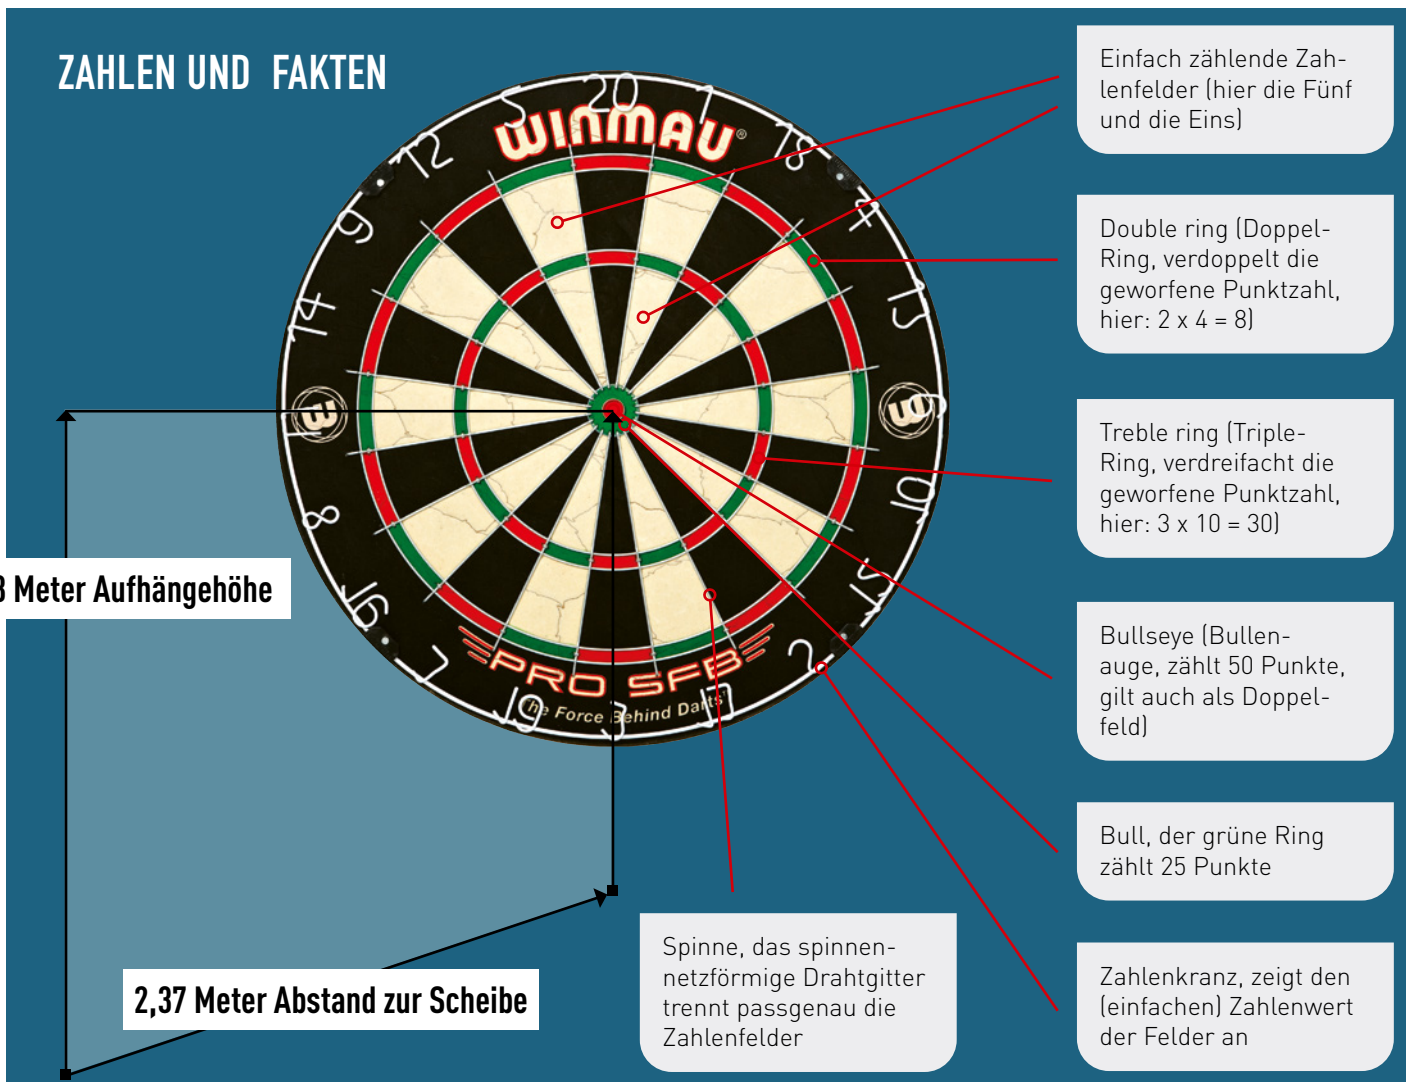 ZAHLEN UND FAKTEN
Einfach zählende Zah-
lenfelder (hier die Fünf
und die Eins)
Double ring (Doppel-
Ring, verdoppelt die
geworfene Punktzahl,
hier: 2 x 4 = 8)
Treble ring (Triple-
Ring, verdreifacht die
geworfene Punktzahl,
hier: 3 x 10 = 30)
Bullseye (Bullen-
auge, zählt 50 Punkte,
gilt auch als Doppel-
feld)
Bull, der grüne Ring
zählt 25 Punkte
Zahlenkranz, zeigt den
(einfachen) Zahlenwert
der Felder an
Spinne, das spinnen-
netzförmige Drahtgitter
trennt passgenau die
Zahlenfelder
Meter Aufhängehöhe
2,37 Meter Abstand zur Scheibe
WINMAU®
PRO SFB
The Force Behind Darts
20
1
18
4
13
6
10
15
2
17
3
19
7
16
8
11
14
9
12
5